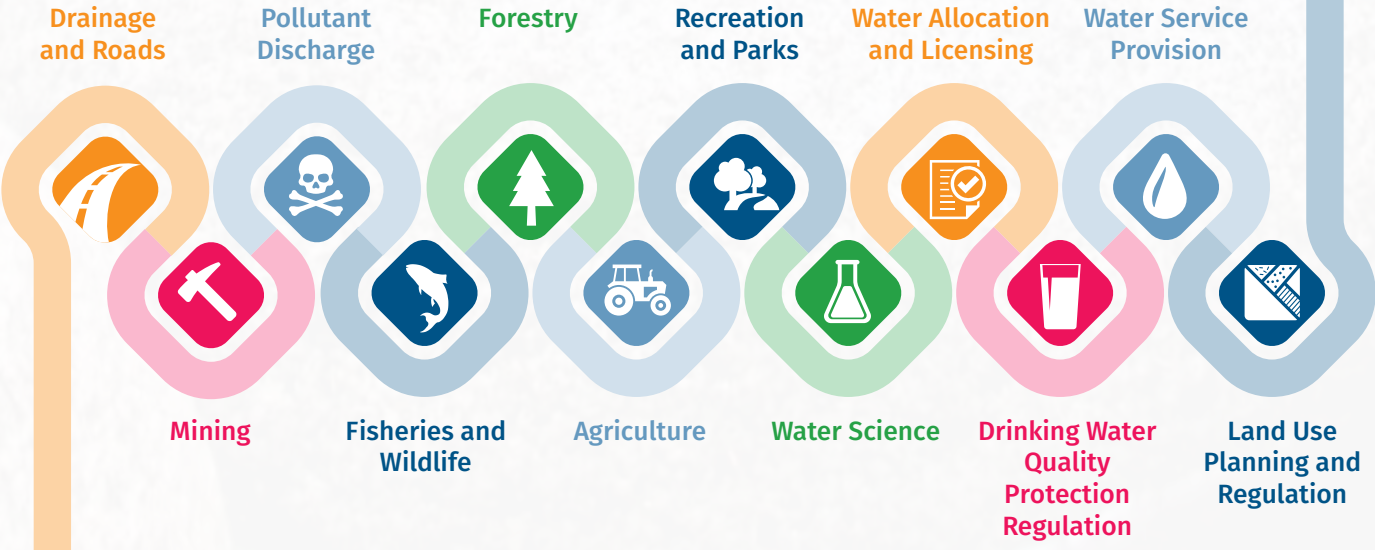 Drainage
and Roads
Pollutant
Discharge
Forestry
Recreation
and Parks
Water Allocation
and Licensing
Water Service
Provision
Mining
Fisheries and
Wildlife
Agriculture
Water Science
Drinking Water
Quality
Protection
Regulation
Land Use
Planning and
Regulation